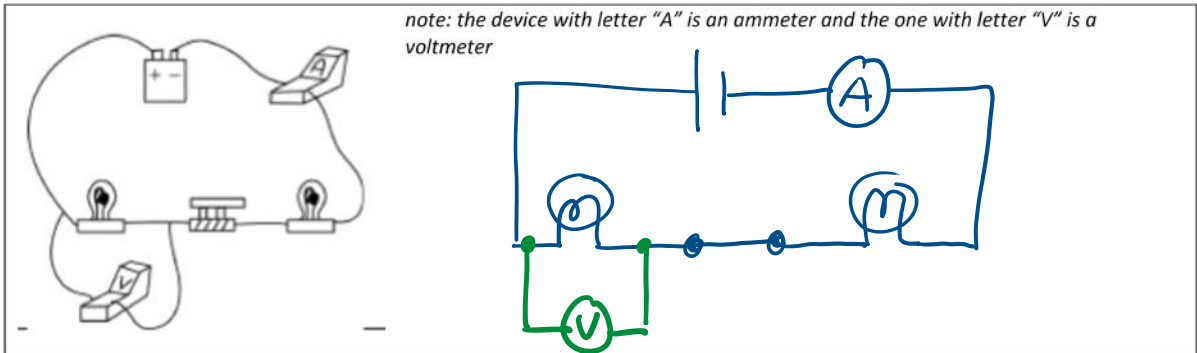 note: the device with letter "A" is an ammeter and the one with letter "V" is a
voltmeter
+ -
A
A
V
V